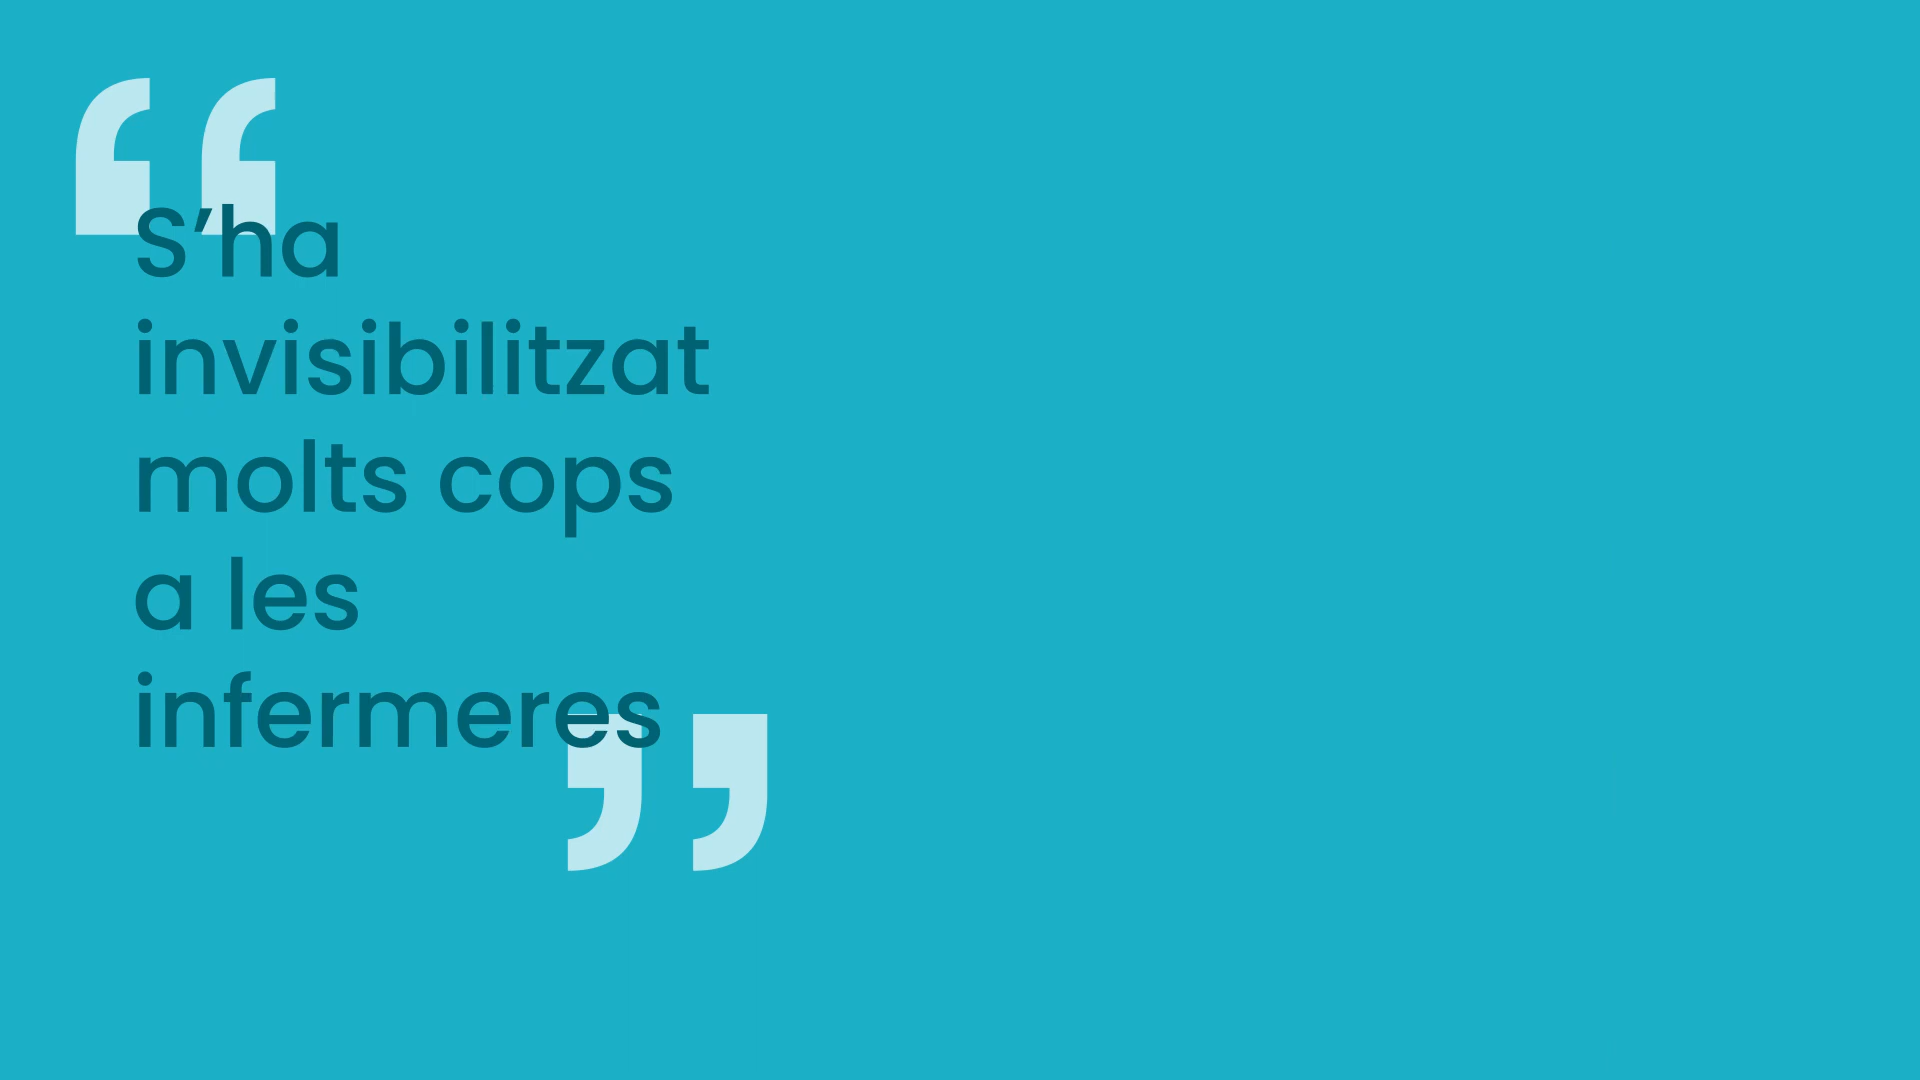 “S’ha
invisibilitzat
molts cops
a les
infermeres”